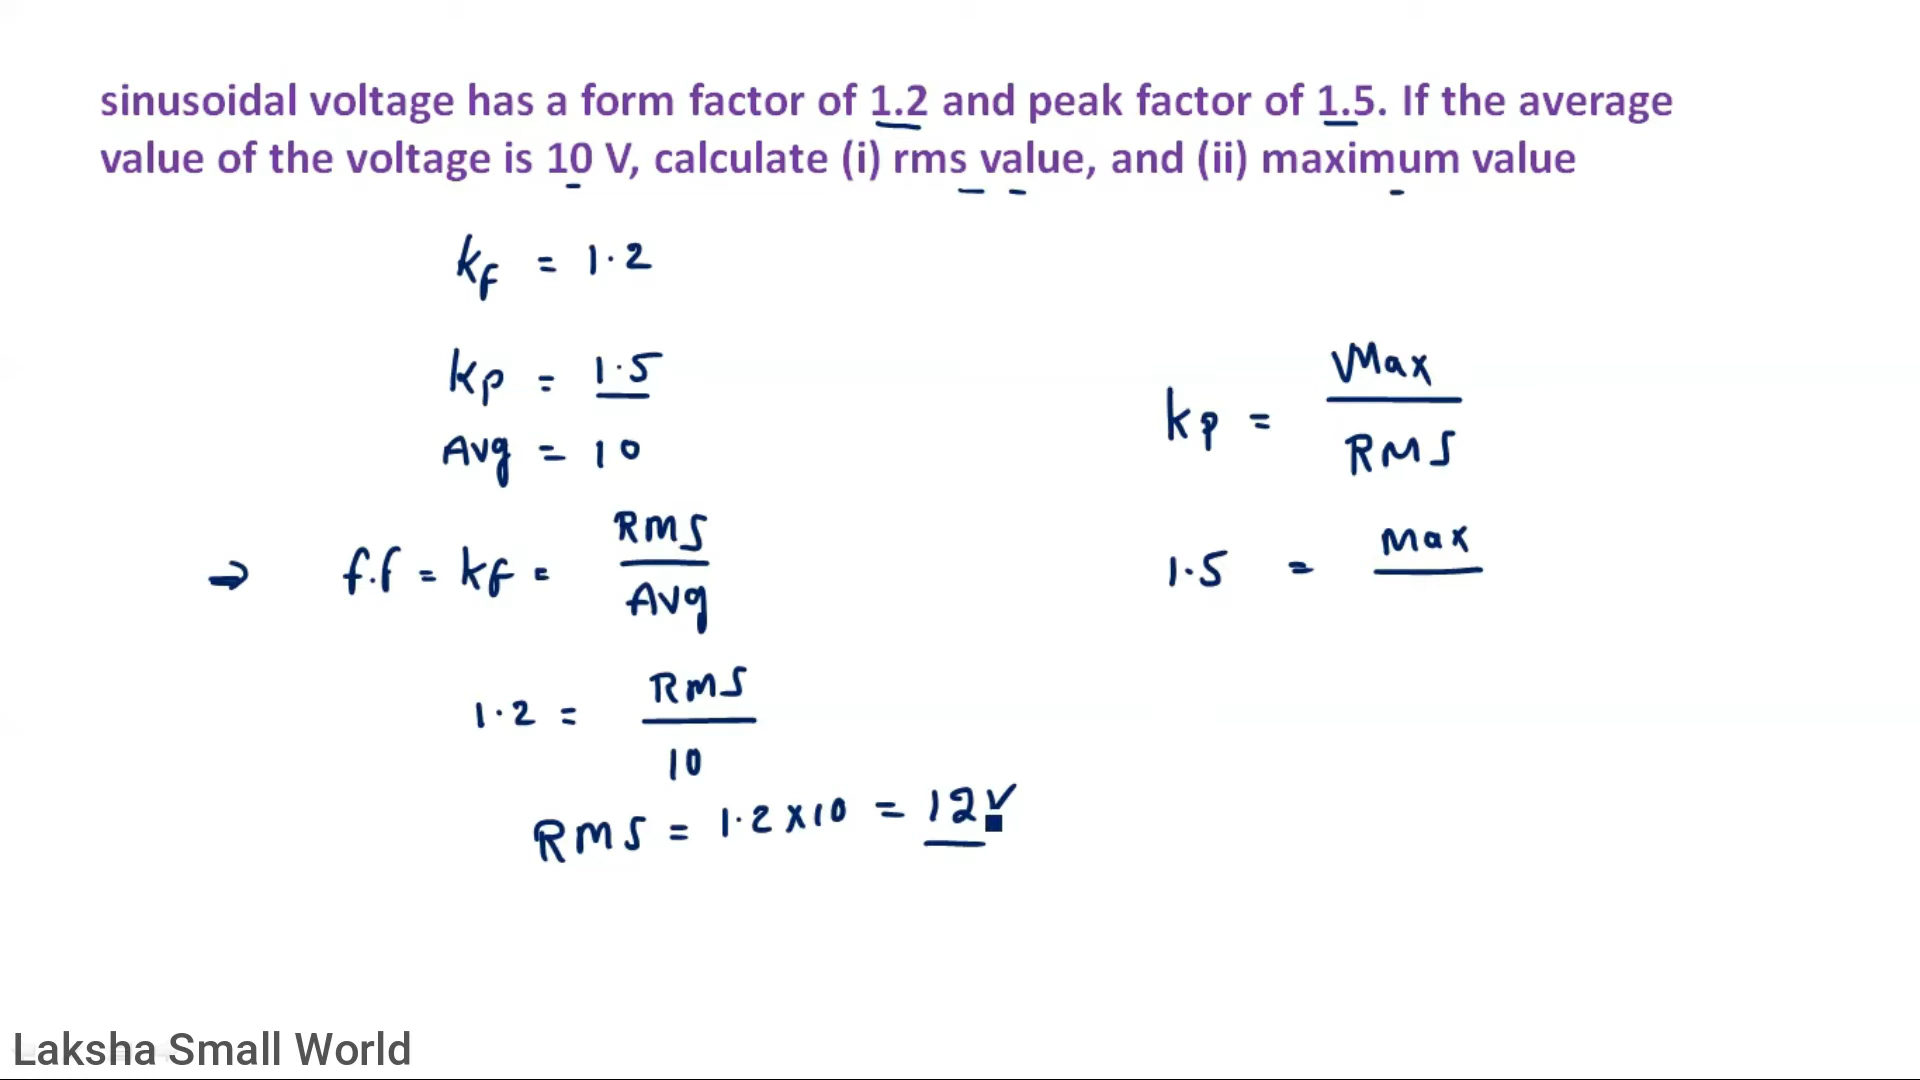 sinusoidal voltage has a form factor of 1.2 and peak factor of 1.5. If the average
value of the voltage is 10 V, calculate (i) rms value, and (ii) maximum value
kf = 1.2
kp = 1.5
Avg = 10
⇒ f.f = kf = RMS / Avg
1.2 = RMS / 10
RMS = 1.2 x 10 = 12V
kp = Max / RMS
1.5 = Max
Laksha Small World